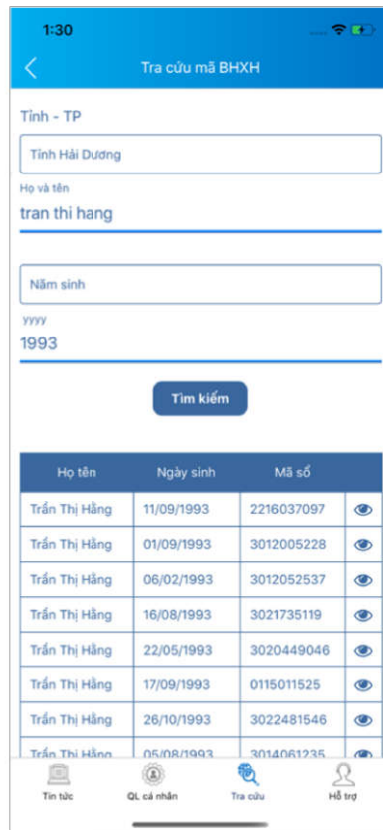 1:30
Tra cứu mã BHXH
Tỉnh - TP
Tỉnh Hải Dương
Họ và tên
tran thi hang
Năm sinh
yyyy
1993
Tìm kiếm
Họ tên Ngày sinh Mã số
Trần Thị Hằng 11/09/1993 2216037097
Trần Thị Hằng 01/09/1993 3012005228
Trần Thị Hằng 06/02/1993 3012052537
Trần Thị Hằng 16/08/1993 3021735119
Trần Thị Hằng 22/05/1993 3020449046
Trần Thị Hằng 17/09/1993 0115011525
Trần Thị Hằng 26/10/1993 3022481546
Trần Thị Hằng 05/08/1993 3014061235
Tin tức QL cá nhân Tra cứu Hỗ trợ